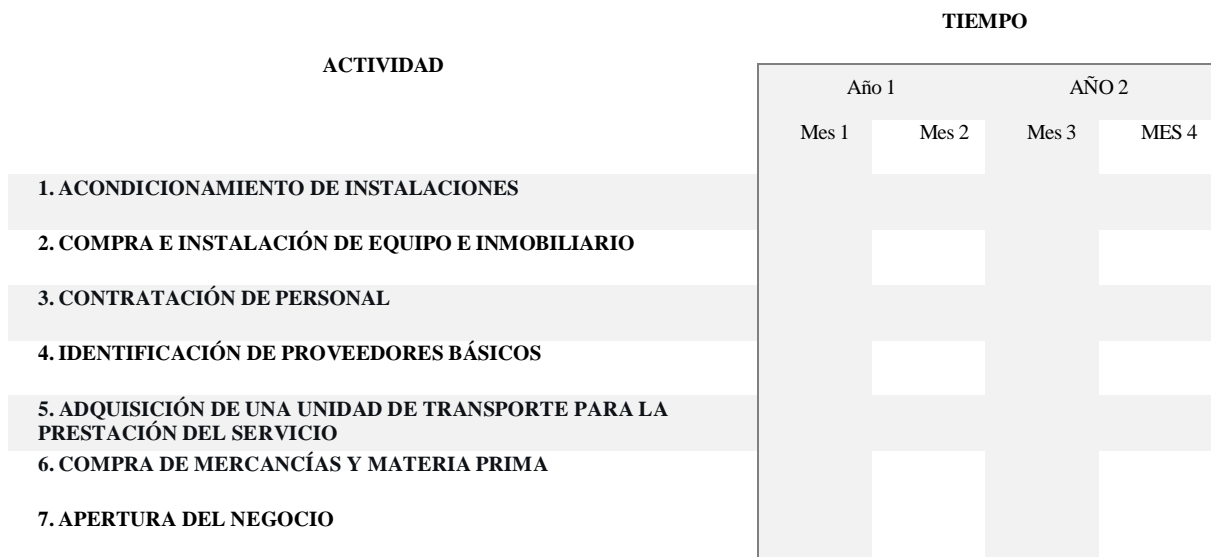 TIEMPO
ACTIVIDAD
Año 1 AÑO 2
Mes 1 Mes 2 Mes 3 MES 4
1. ACONDICIONAMIENTO DE INSTALACIONES
2. COMPRA E INSTALACIÓN DE EQUIPO E INMOBILIARIO
3. CONTRATACIÓN DE PERSONAL
4. IDENTIFICACIÓN DE PROVEEDORES BÁSICOS
5. ADQUISICIÓN DE UNA UNIDAD DE TRANSPORTE PARA LA
PRESTACIÓN DEL SERVICIO
6. COMPRA DE MERCANCÍAS Y MATERIA PRIMA
7. APERTURA DEL NEGOCIO